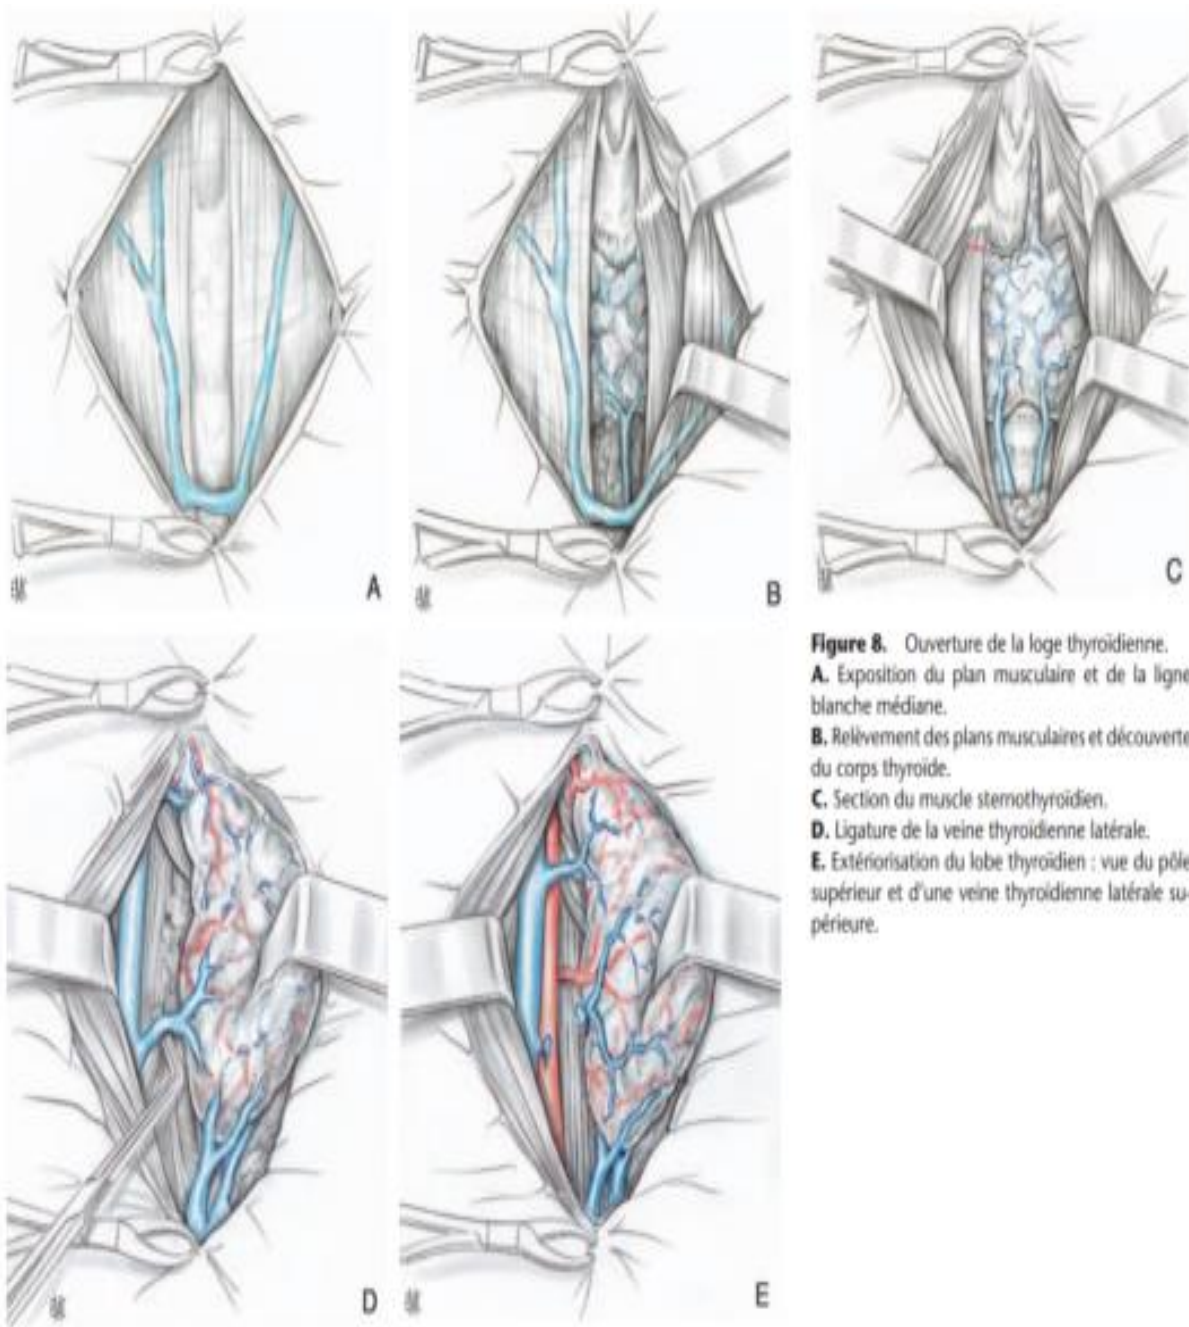 A
B
C
Figure 8. Ouverture de la loge thyroïdienne.
A. Exposition du plan musculaire et de la ligne
blanche médiane.
B. Relèvement des plans musculaires et découverte
du corps thyroïde.
C. Section du muscle sternothyroïdien.
D. Ligature de la veine thyroïdienne latérale.
E. Extériorisation du lobe thyroïdien : vue du pôle
supérieur et d'une veine thyroïdienne latérale su-
périeure.
D
E